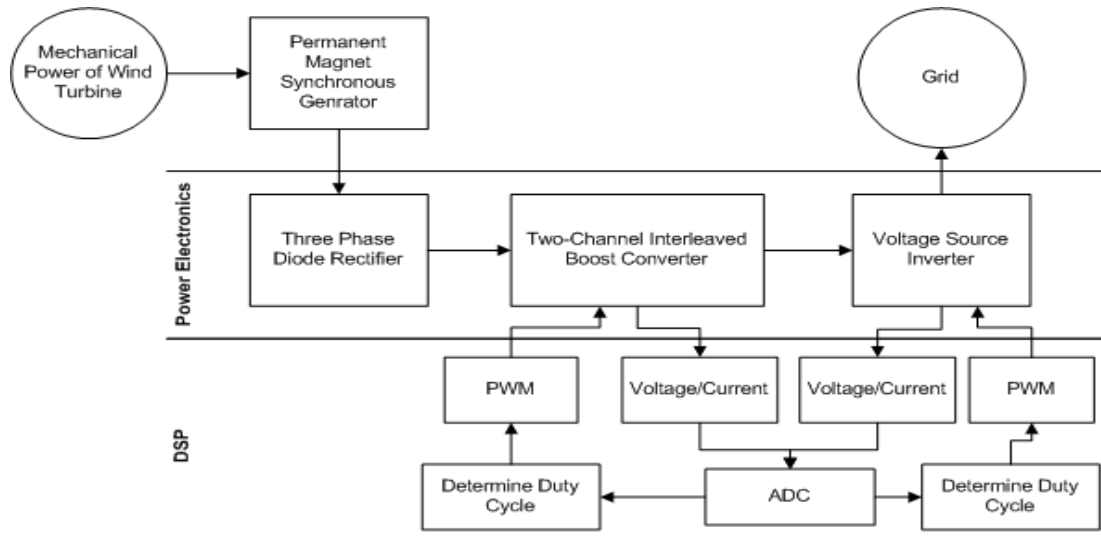 Mechanical
Power of Wind
Turbine
Permanent
Magnet
Synchronous
Genrator
Grid
Power Electronics
Three Phase
Diode Rectifier
Two-Channel Interleaved
Boost Converter
Voltage Source
Inverter
DSP
PWM
Voltage/Current
Voltage/Current
PWM
Determine Duty
Cycle
ADC
Determine Duty
Cycle